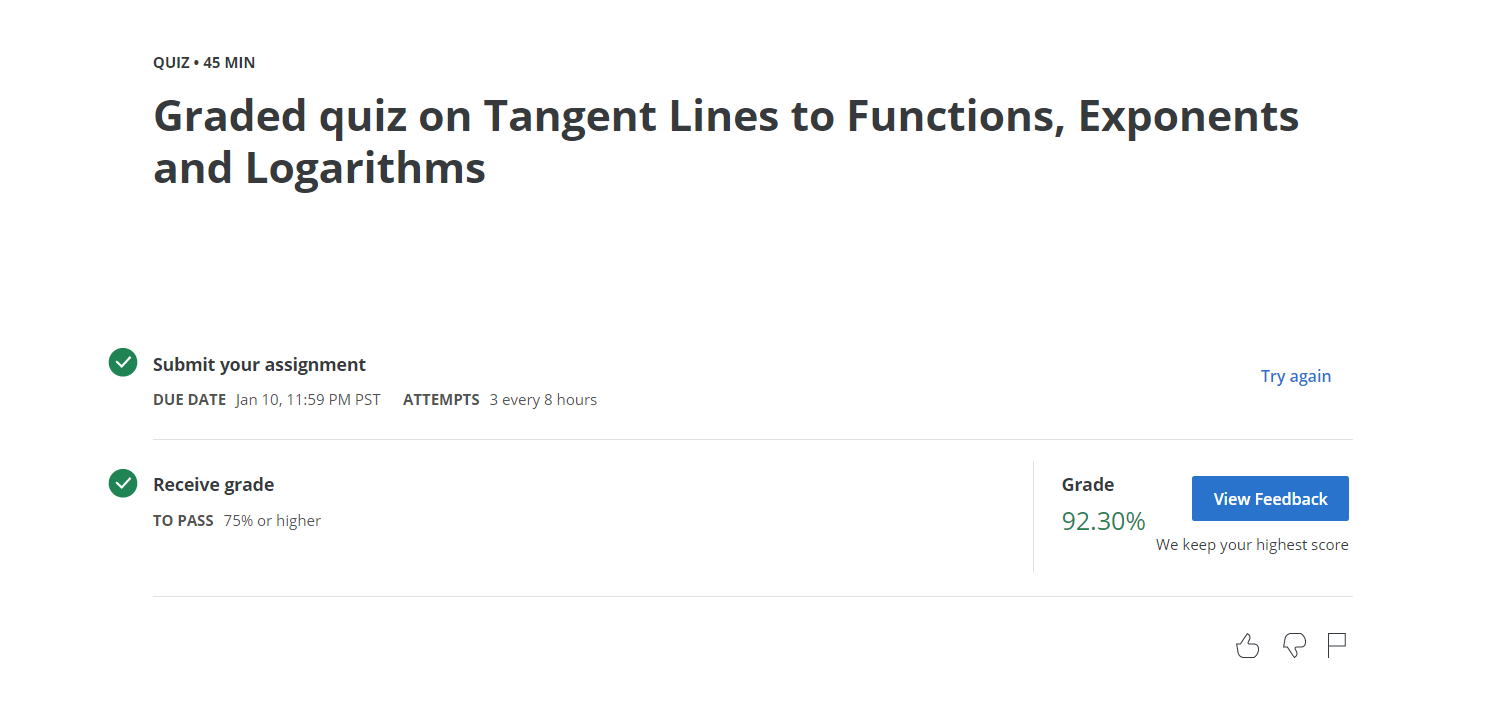 QUIZ • 45 MIN
Graded quiz on Tangent Lines to Functions, Exponents
and Logarithms
Submit your assignment
DUE DATE Jan 10, 11:59 PM PST ATTEMPTS 3 every 8 hours
Try again
Receive grade
TO PASS 75% or higher
Grade
92.30%
View Feedback
We keep your highest score